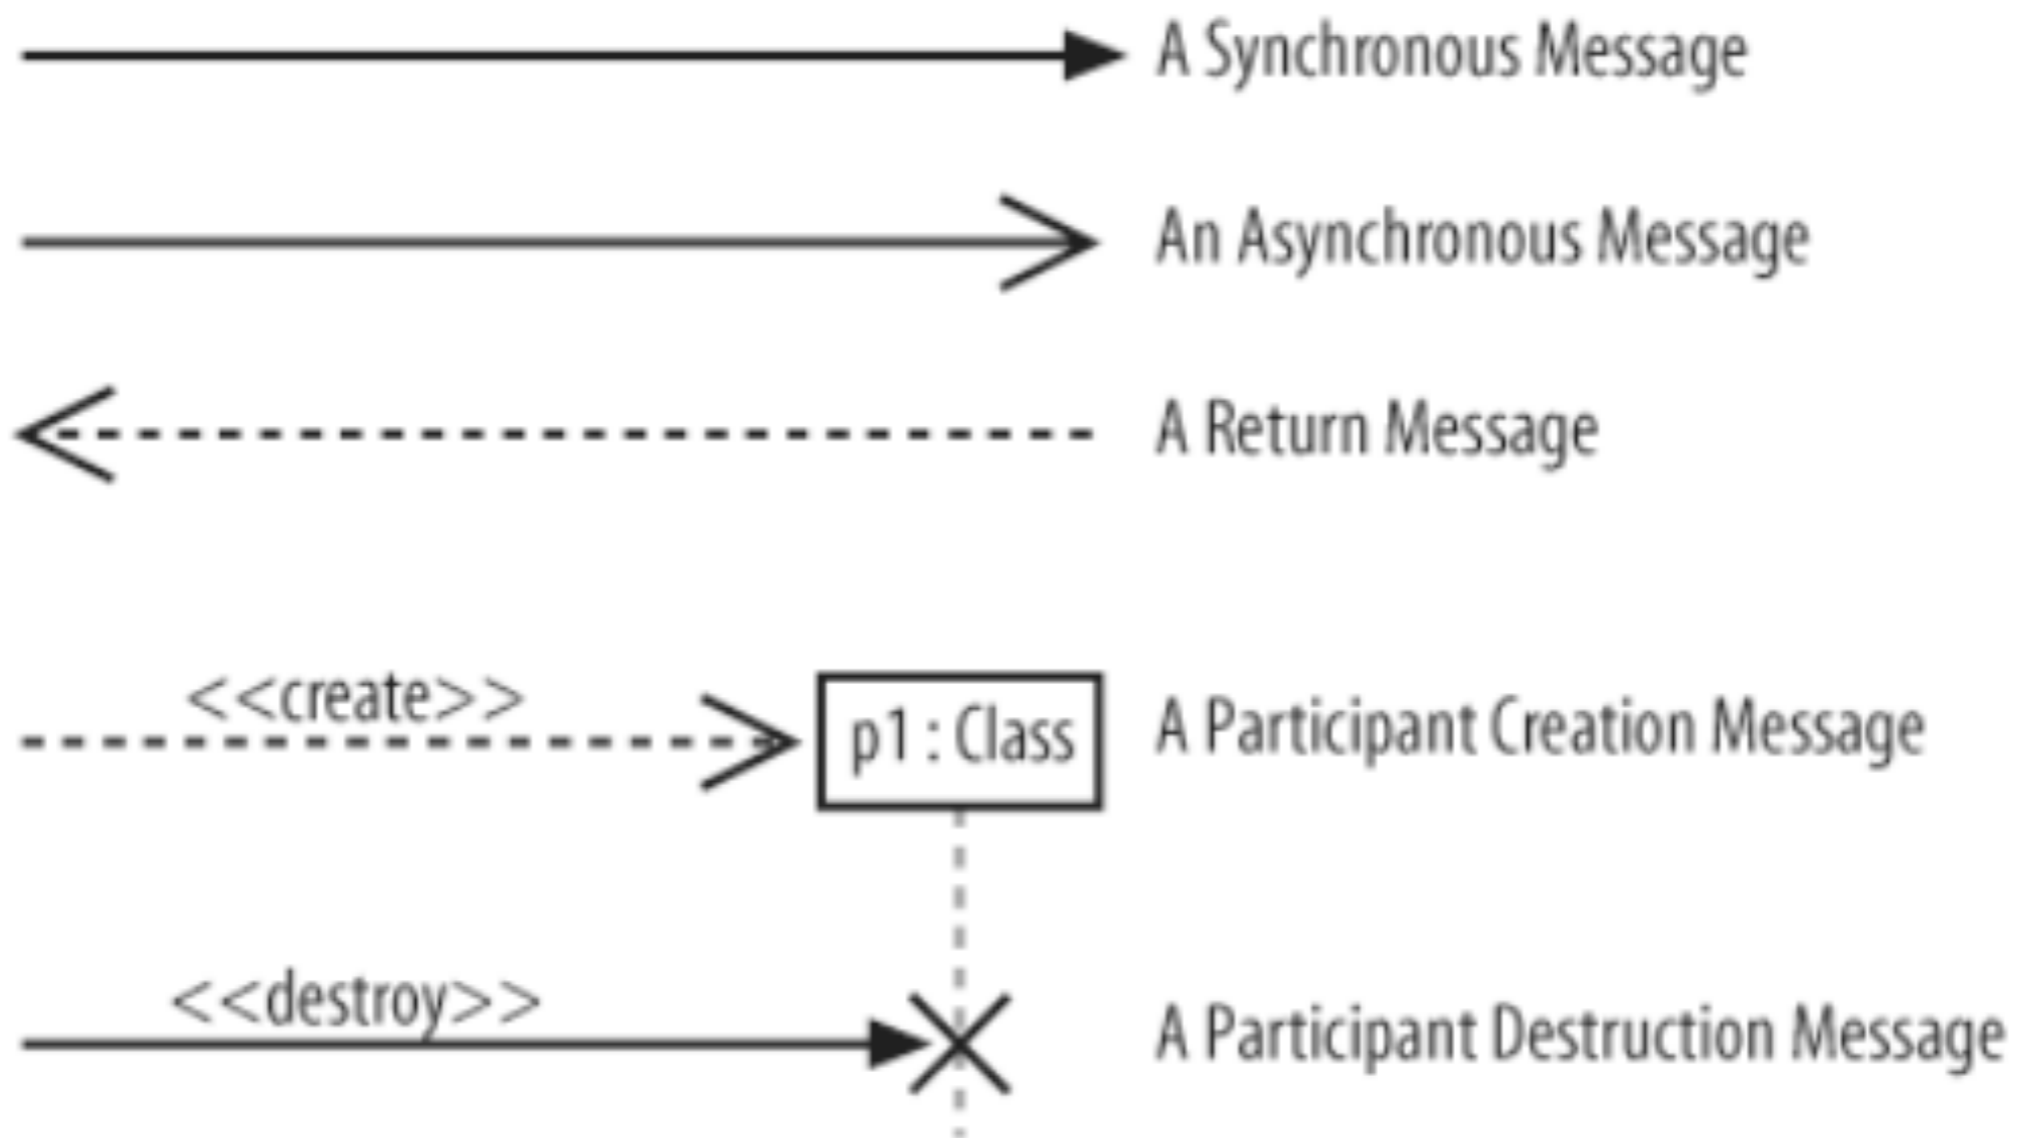 A Synchronous Message
An Asynchronous Message
A Return Message
<<create>>
p1 : Class
A Participant Creation Message
<<destroy>>
A Participant Destruction Message